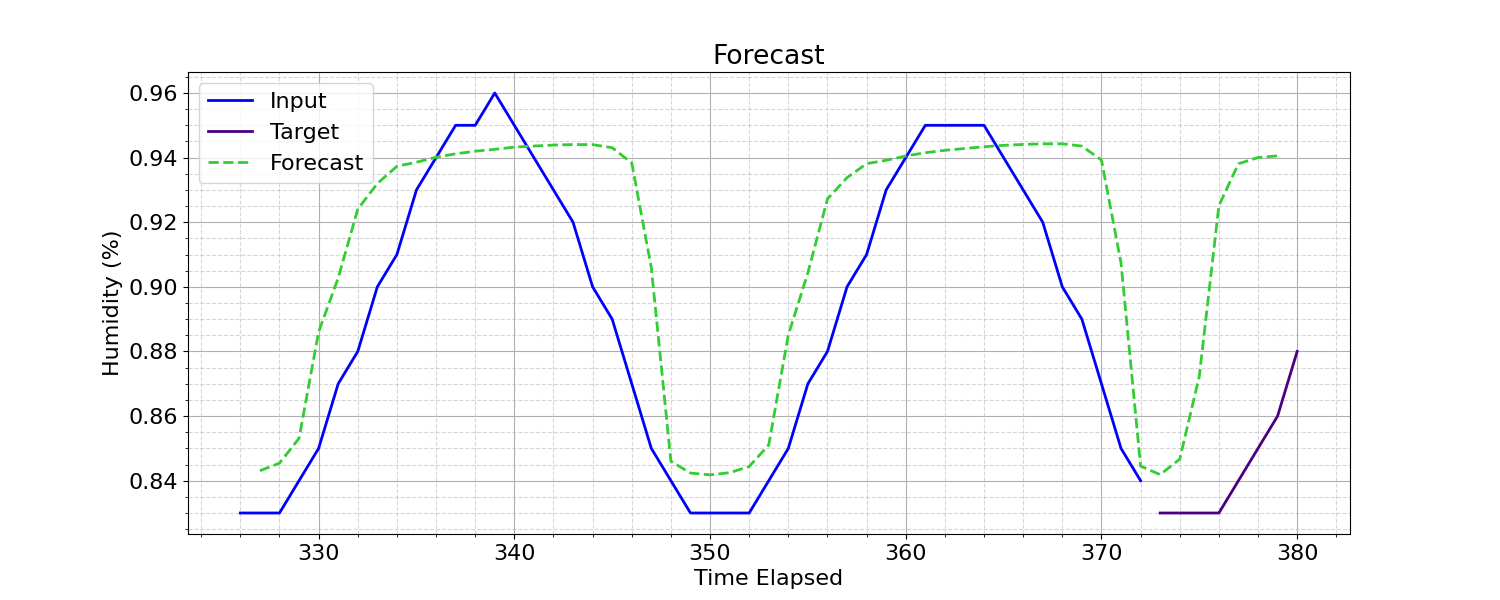 Forecast
Input
Target
Forecast
Humidity (%)
0.96
0.94
0.92
0.90
0.88
0.86
0.84
330 340 350 360 370 380
Time Elapsed